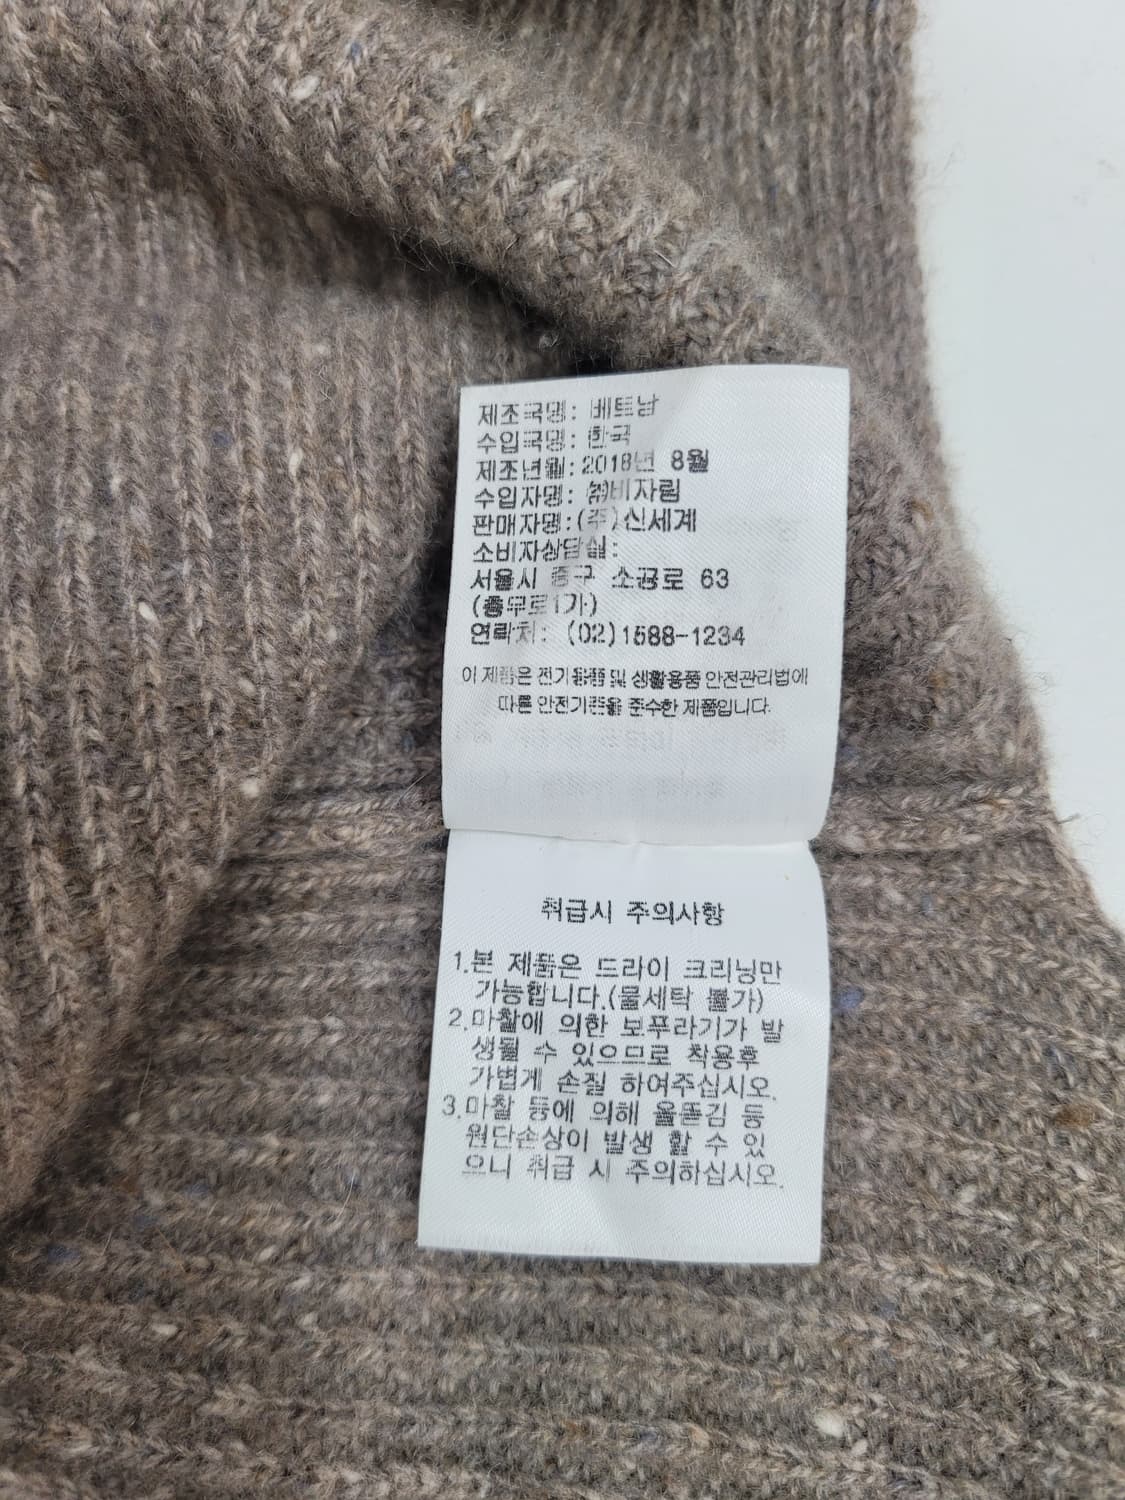 제조국명: 베트남
수입국명: 한국
제조년월: 2018년 8월
수입자명: ㈜비자림
판매자명:(주)신세계
소비자상담실:
서울시 중구 소공로 63
(충무로1가)
연락처: (02)1588-1234
이 제품은 전기용품 및 생활용품 안전관리법에
따른 안전기준을 준수한 제품입니다.
취급시 주의사항
1.본 제품은 드라이 크리닝만
가능합니다.(물세탁 불가)
2.마찰에 의한 보푸라기가 발
생될 수 있으므로 착용후
가볍게 손질 하여주십시오.
3.마찰 등에 의해 올뜯김 등
원단손상이 발생 할 수 있
으니 취급 시 주의하십시오.